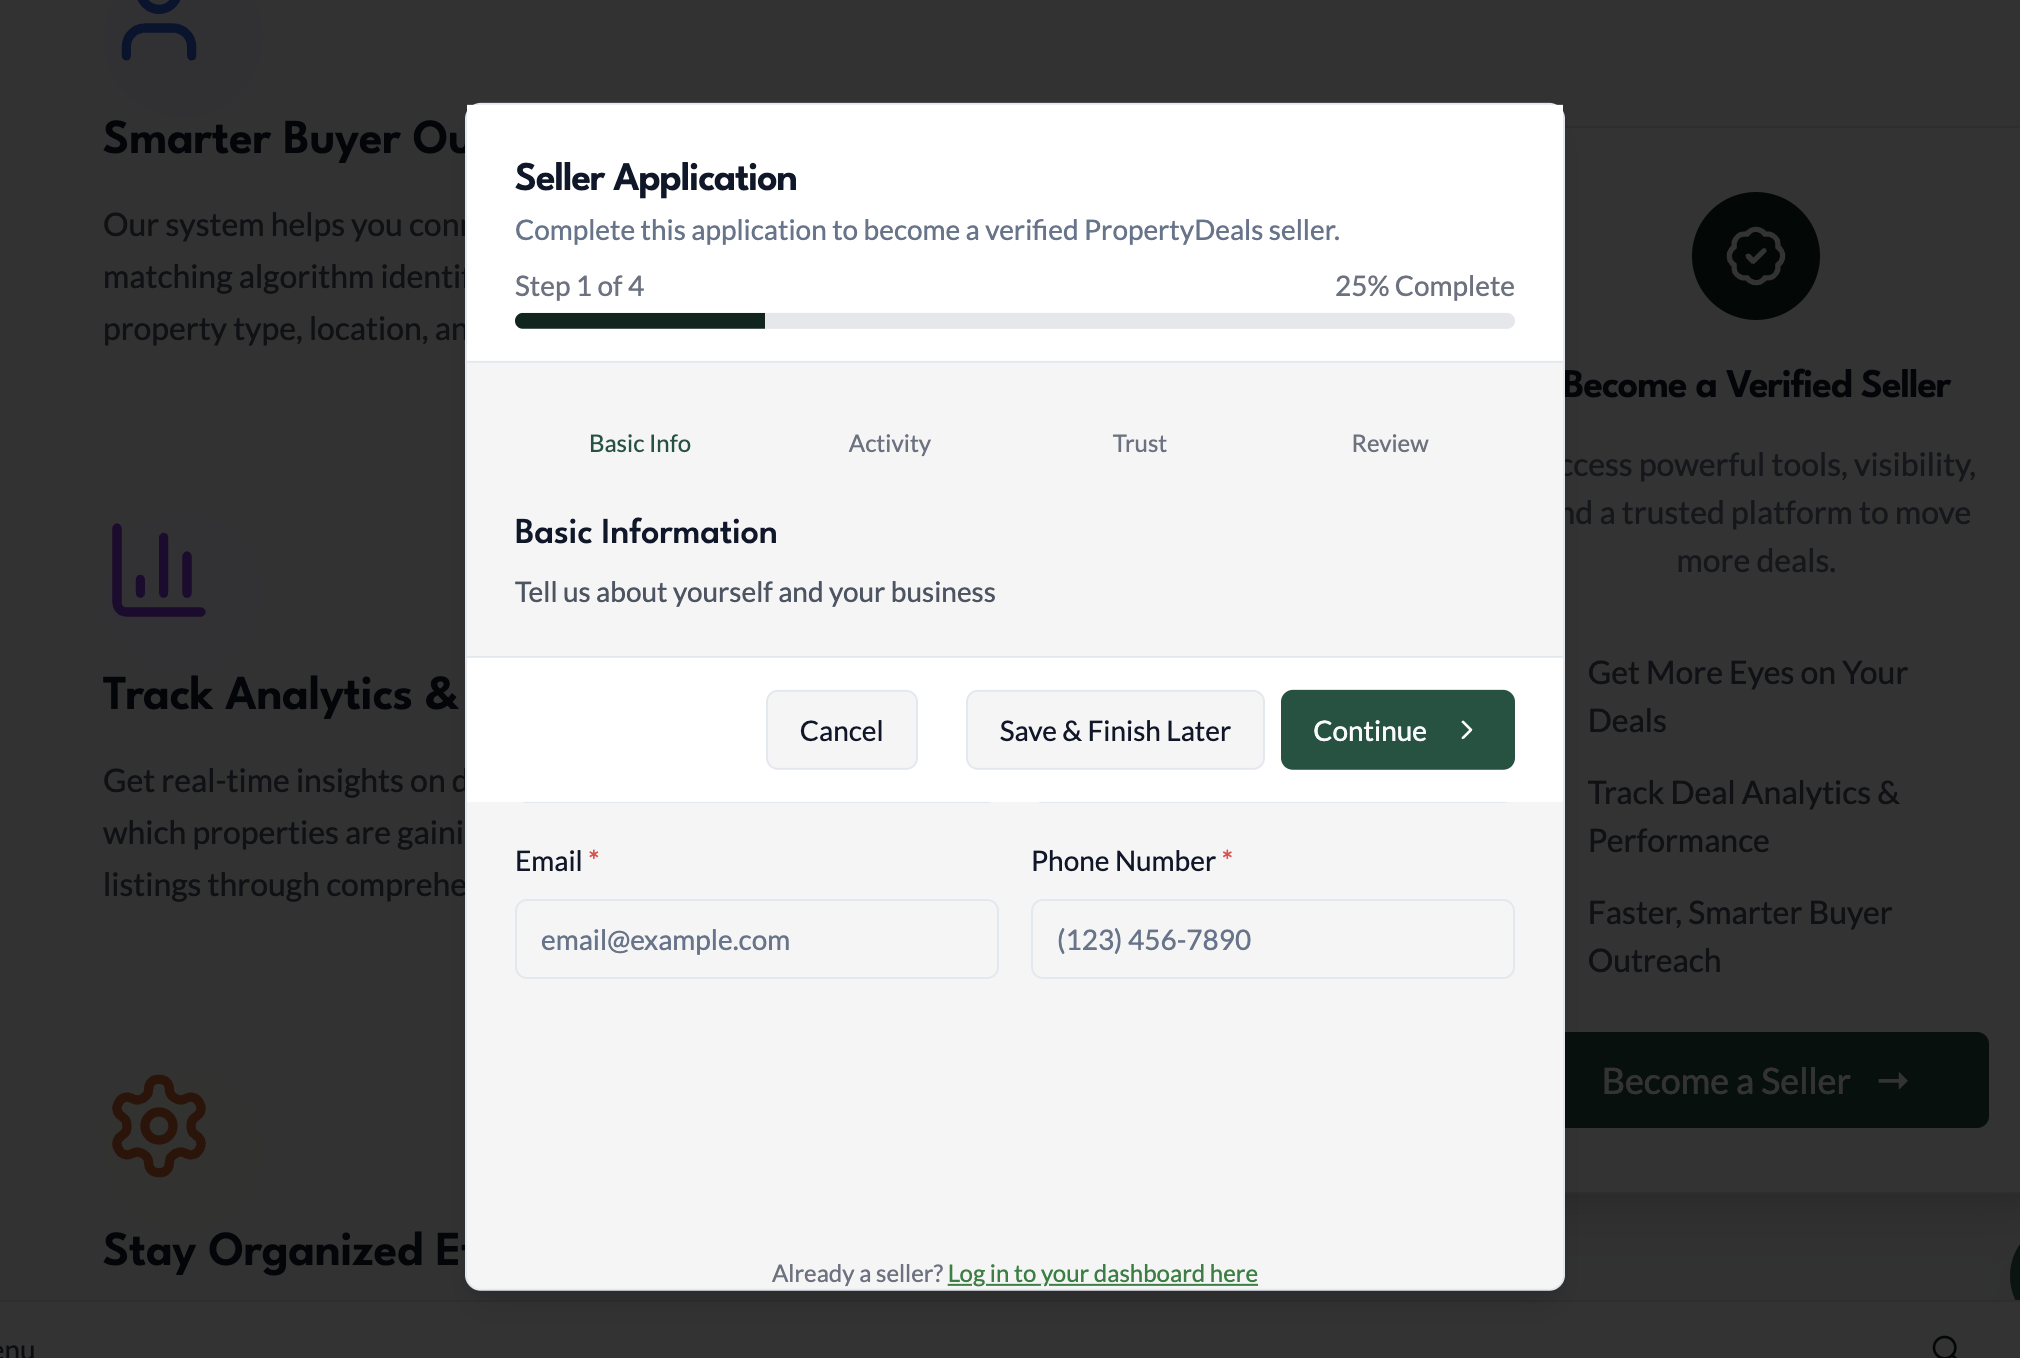 Smarter Buyer Ou
Our system helps you conn
matching algorithm identif
property type, location, an
Track Analytics &
Get real-time insights on d
which properties are gaini
listings through comprehe
Stay Organized Ef
enu
Seller Application
Complete this application to become a verified PropertyDeals seller.
Step 1 of 4
25% Complete
Basic Info
Activity
Trust
Review
Basic Information
Tell us about yourself and your business
Cancel
Save & Finish Later
Continue
Email *
Phone Number *
email@example.com
(123) 456-7890
Already a seller? Log in to your dashboard here
Become a Verified Seller
ccess powerful tools, visibility,
nd a trusted platform to move
more deals.
Get More Eyes on Your
Deals
Track Deal Analytics &
Performance
Faster, Smarter Buyer
Outreach
Become a Seller →